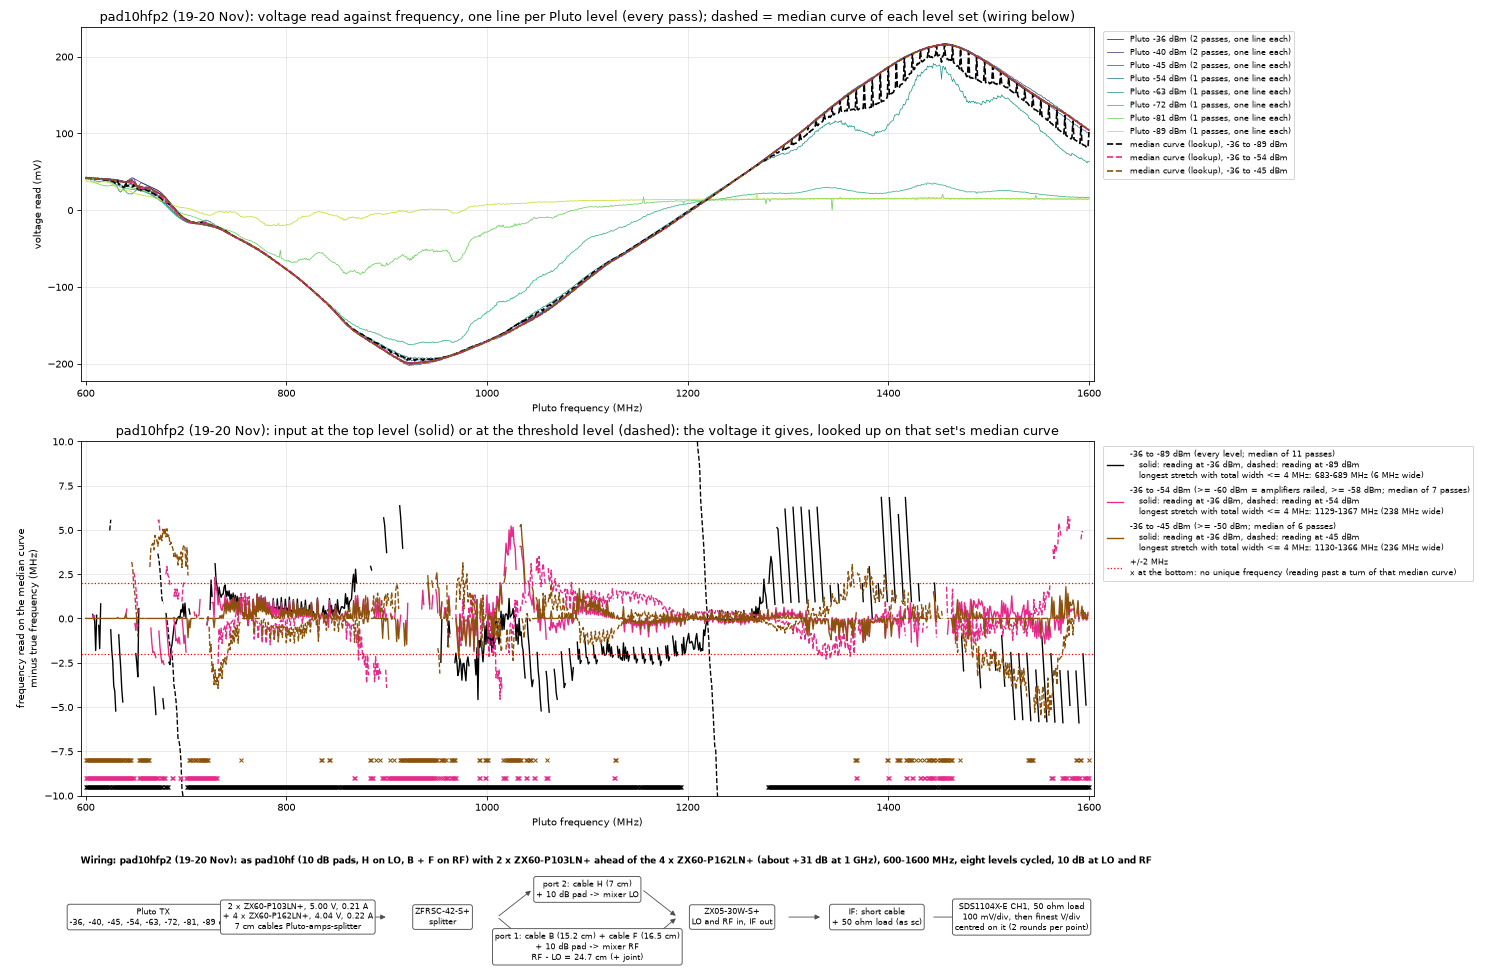 pad10hfp2 (19-20 Nov): voltage read against frequency, one line per Pluto level (every pass); dashed = median curve of each level set (wiring below)
voltage read (mV)
200
100
0
−100
−200
600
800
1000
1200
1400
1600
Pluto frequency (MHz)
Pluto -36 dBm (2 passes, one line each)
Pluto -40 dBm (2 passes, one line each)
Pluto -45 dBm (2 passes, one line each)
Pluto -54 dBm (1 passes, one line each)
Pluto -63 dBm (1 passes, one line each)
Pluto -72 dBm (1 passes, one line each)
Pluto -81 dBm (1 passes, one line each)
Pluto -89 dBm (1 passes, one line each)
median curve (lookup), -36 to -89 dBm
median curve (lookup), -36 to -54 dBm
median curve (lookup), -36 to -45 dBm
pad10hfp2 (19-20 Nov): input at the top level (solid) or at the threshold level (dashed): the voltage it gives, looked up on that set's median curve
frequency read on the median curve
minus true frequency (MHz)
10.0
7.5
5.0
2.5
0.0
−2.5
−5.0
−7.5
−10.0
600
800
1000
1200
1400
1600
Pluto frequency (MHz)
-36 to -89 dBm (every level; median of 11 passes)
solid: reading at -36 dBm, dashed: reading at -89 dBm
longest stretch with total width <= 4 MHz: 683-689 MHz (6 MHz wide)
-36 to -54 dBm (>= -60 dBm = amplifiers railed, >= -58 dBm; median of 7 passes)
solid: reading at -36 dBm, dashed: reading at -54 dBm
longest stretch with total width <= 4 MHz: 1129-1367 MHz (238 MHz wide)
-36 to -45 dBm (>= -50 dBm; median of 6 passes)
solid: reading at -36 dBm, dashed: reading at -45 dBm
longest stretch with total width <= 4 MHz: 1130-1366 MHz (236 MHz wide)
+/-2 MHz
x at the bottom: no unique frequency (reading past a turn of that median curve)
Wiring: pad10hfp2 (19-20 Nov): as pad10hf (10 dB pads, H on LO, B + F on RF) with 2 x ZX60-P103LN+ ahead of the 4 x ZX60-P162LN+ (about +31 dB at 1 GHz), 600-1600 MHz, eight levels cycled, 10 dB at LO and RF
Pluto TX
-36, -40, -45, -54, -63, -72, -81, -89
2 x ZX60-P103LN+, 5.00 V, 0.21 A
+ 4 x ZX60-P162LN+, 4.04 V, 0.22 A
7 cm cables Pluto-amps-splitter
ZFRSC-42-S+
splitter
port 2: cable H (7 cm)
+ 10 dB pad -> mixer LO
port 1: cable B (15.2 cm) + cable F (16.5 cm)
+ 10 dB pad -> mixer RF
RF - LO = 24.7 cm (+ joint)
ZX05-30W-S+
LO and RF in, IF out
IF: short cable
+ 50 ohm load (as sc)
SDS1104X-E CH1, 50 ohm load
100 mV/div, then finest V/div
centred on it (2 rounds per point)